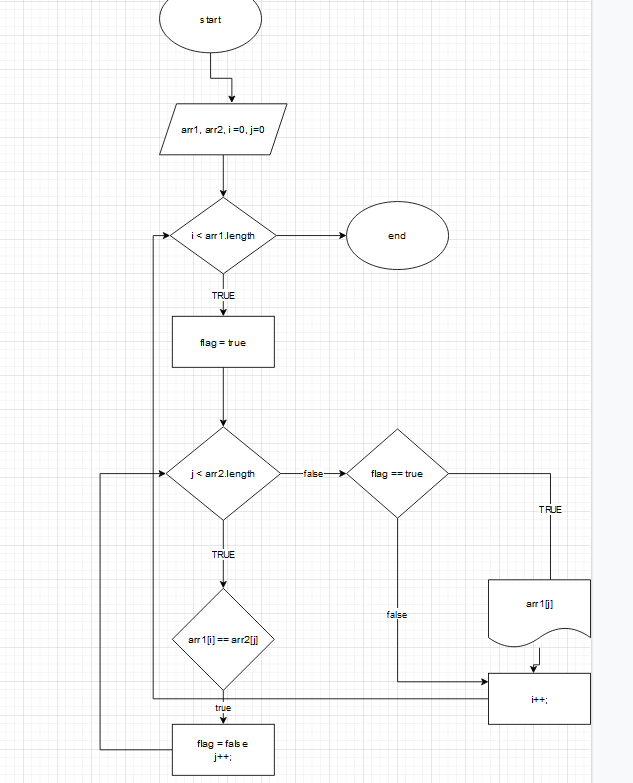 start
arr1, arr2, i =0, j=0
i < arr1.length
end
TRUE
flag = true
j < arr2.length
false
flag == true
TRUE
TRUE
arr1[j]
false
arr1[i] == arr2[j]
i++;
true
flag = false
j++;